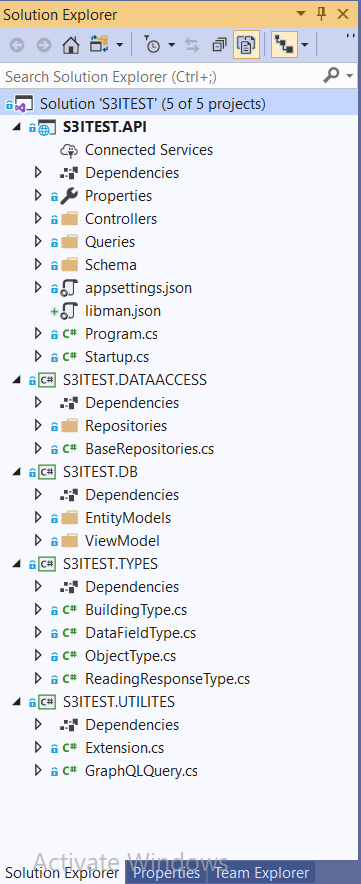 Solution Explorer
Search Solution Explorer (Ctrl+;)
Solution 'S3ITEST' (5 of 5 projects)
S3ITEST.API
Connected Services
Dependencies
Properties
Controllers
Queries
Schema
appsettings.json
libman.json
C# Program.cs
C# Startup.cs
C# S3ITEST.DATAACCESS
Dependencies
Repositories
C# BaseRepositories.cs
C# S3ITEST.DB
Dependencies
EntityModels
ViewModel
C# S3ITEST.TYPES
Dependencies
C# BuildingType.cs
C# DataFieldType.cs
C# ObjectType.cs
C# ReadingResponseType.cs
C# S3ITEST.UTILITES
Dependencies
C# Extension.cs
C# GraphQLQuery.cs
Activate Windows
Solution Explorer Properties Team Explorer